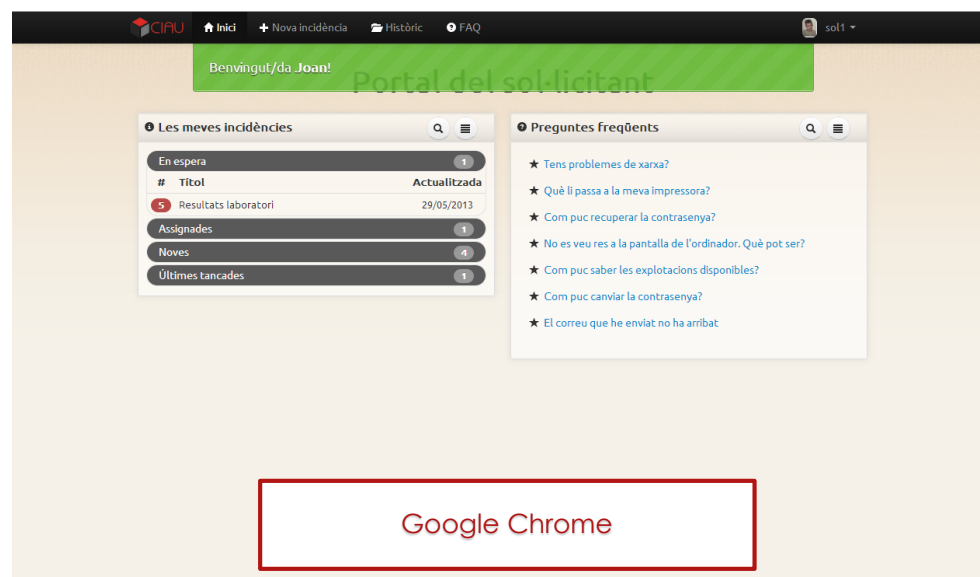 CIAU Inici Nova incidència Històric FAQ sol1
Benvingut/da Joan!
Portal del sol·licitant
Les meves incidències
En espera 1
# Títol Actualitzada
5 Resultats laboratori 29/05/2013
Assignades 1
Noves 4
Últimes tancades 1
Preguntes freqüents
Tens problemes de xarxa?
Què li passa a la meva impressora?
Com puc recuperar la contrasenya?
No es veu res a la pantalla de l'ordinador. Què pot ser?
Com puc saber les explotacions disponibles?
Com puc canviar la contrasenya?
El correu que he enviat no ha arribat
Google Chrome